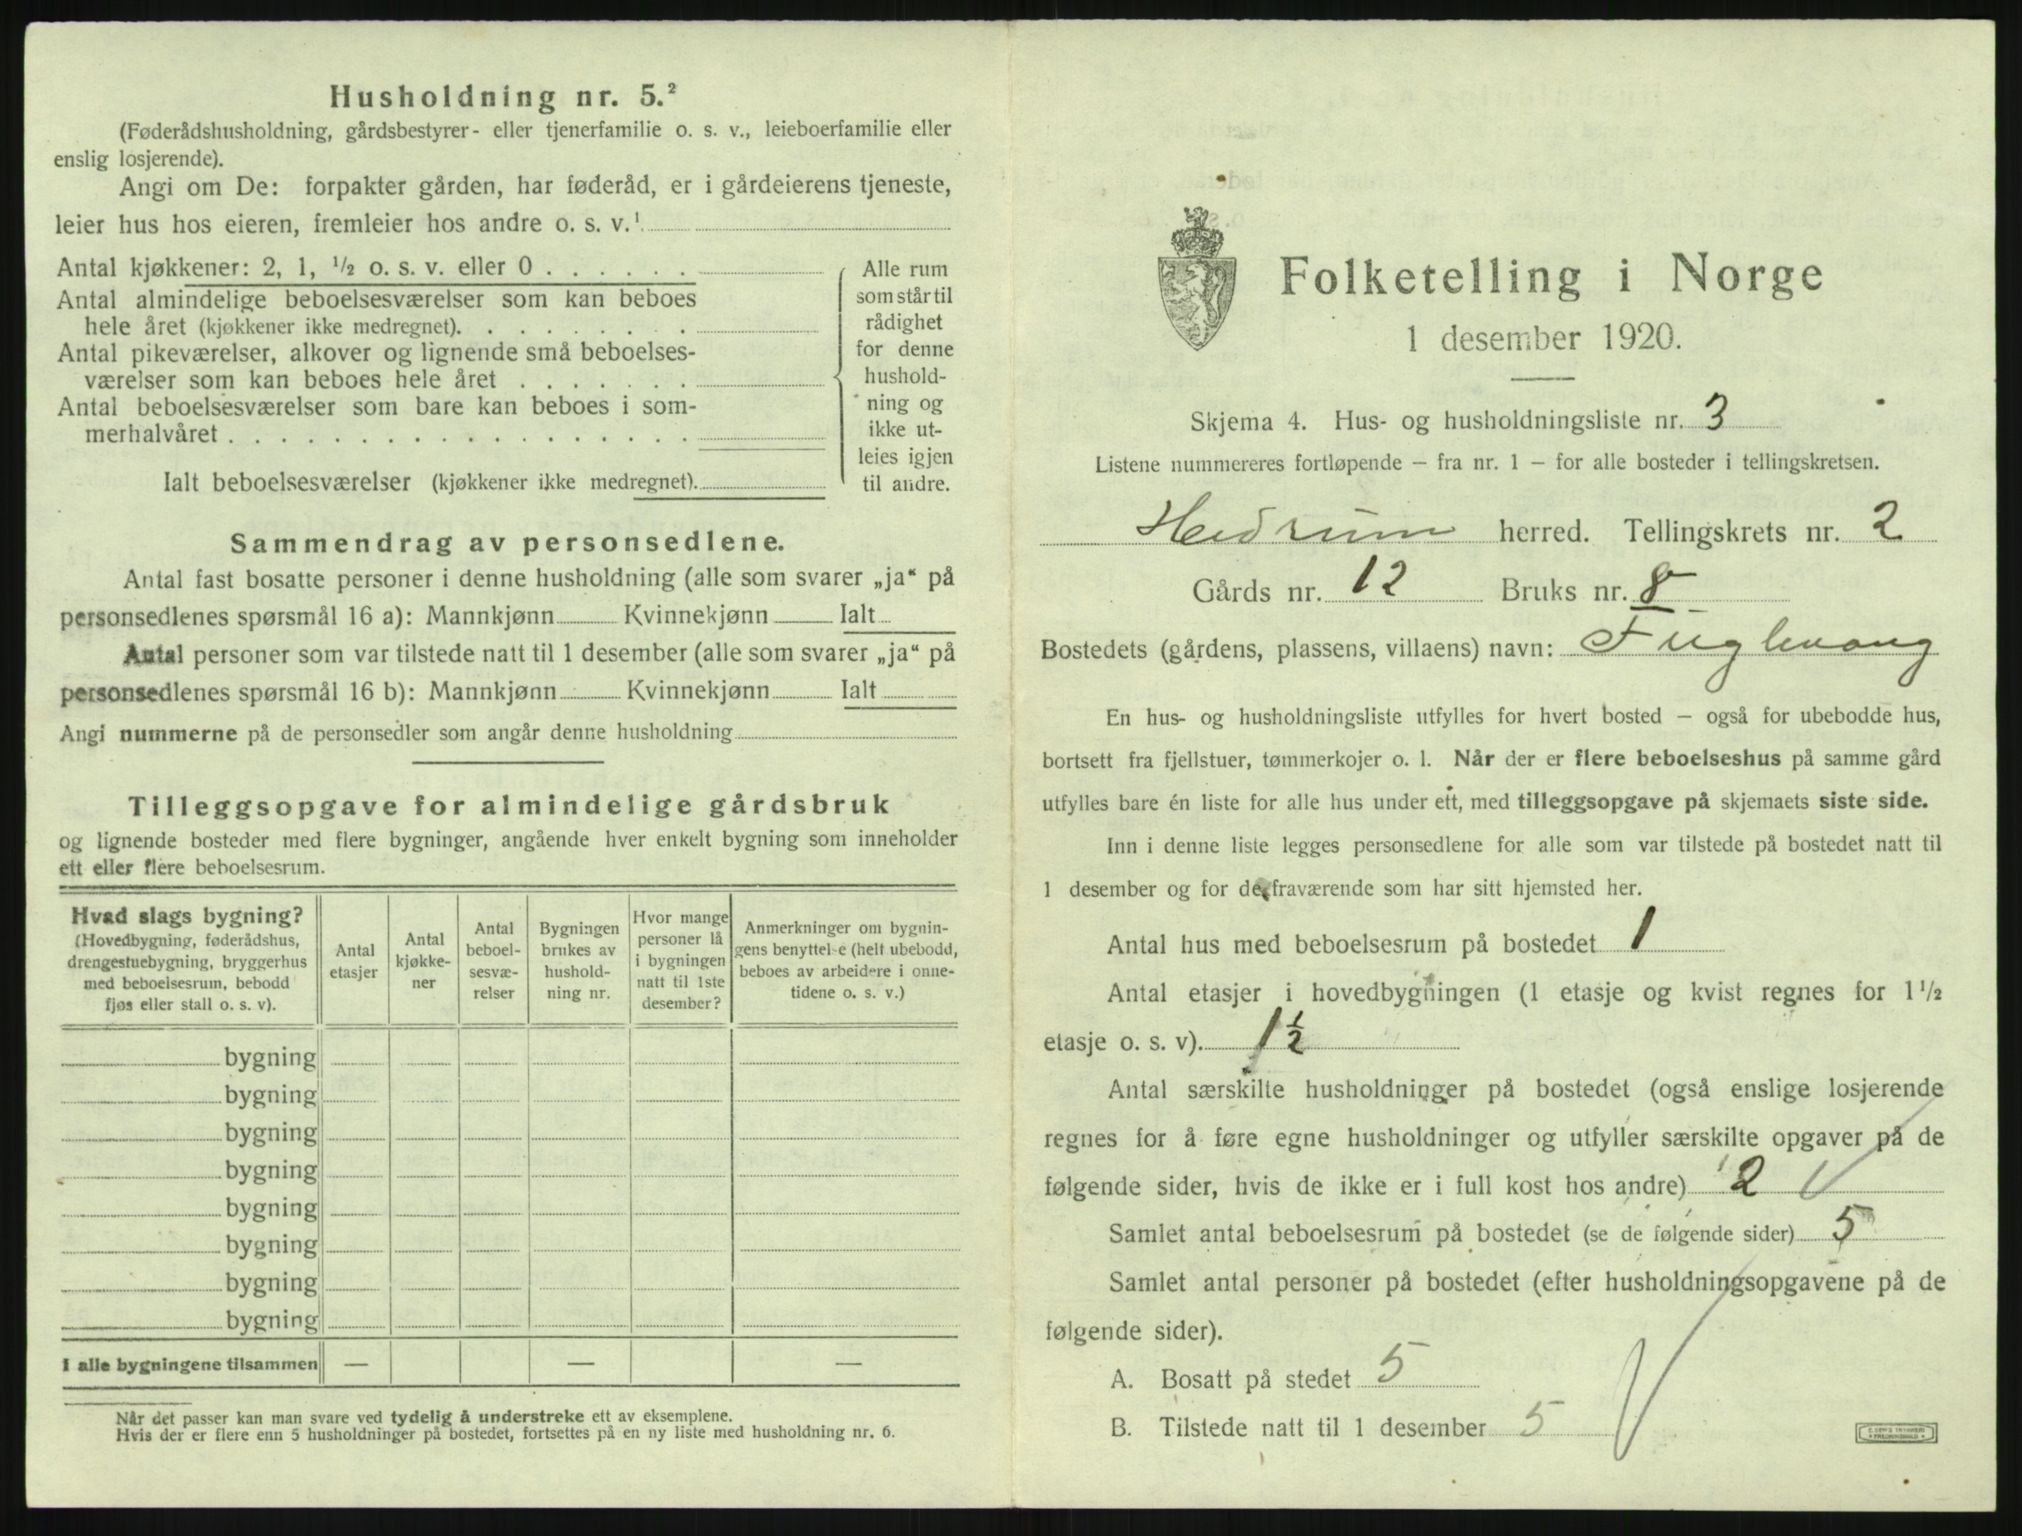 Husholdning nr. 5.²
(Føderådshusholdning, gårdsbestyrer- eller tjenerfamilie o. s. v., leieboerfamilie eller
enslig losjerende).
Angi om De: forpakter gården, har føderåd, er i gårdeierens tjeneste,
leier hus hos eieren, fremleier hos andre o. s. v.¹
Antal kjøkkener: 2, 1, ½ o. s. v. eller 0 . . . . . .
Antal almindelige beboelsesværelser som kan beboes
hele året (kjøkkener ikke medregnet). . . . . . . . .
Antal pikeværelser, alkover og lignende små beboelses-
værelser som kan beboes hele året . . . . . . .
Antal beboelsesværelser som bare kan beboes i som-
merhalvåret . . . . . . . . . . . . . . . . . .
Ialt beboelsesværelser (kjøkkener ikke medregnet).
Alle rum
som står til
rådighet
for denne
hushold-
ning og
ikke ut-
leies igjen
til andre.
Sammendrag av personsedlene.
Antal fast bosatte personer i denne husholdning (alle som svarer „ja“ på
personsedlenes spørsmål 16 a): Mannkjønn Kvinnekjønn Ialt
Antal personer som var tilstede natt til 1 desember (alle som svarer „ja“ på
personsedlenes spørsmål 16 b): Mannkjønn Kvinnekjønn Ialt
Angi nummerne på de personsedler som angår denne husholdning
Tilleggsopgave for almindelige gårdsbruk
og lignende bosteder med flere bygninger, angående hver enkelt bygning som inneholder
ett eller flere beboelsesrum.
Hvad slags bygning?
(Hovedbygning, føderådshus,
drengestuebygning, bryggerhus
med beboelsesrum, bebodd
fjøs eller stall o. s. v).
Antal
etasjer
Antal
kjøkke-
ner
Antal
beboel-
sesvæ-
relser
Bygningen
brukes av
hushold-
ning nr.
Hvor mange
personer lå
i bygningen
natt til 1ste
desember?
Anmerkninger om bygnin-
gens benyttelse (helt ubebodd,
beboes av arbeidere i onne-
tidene o. s. v.)
bygning
bygning
bygning
bygning
bygning
bygning
bygning
bygning
I alle bygningene tilsammen — — —
Når det passer kan man svare ved tydelig å understreke ett av eksemplene.
Hvis der er flere enn 5 husholdninger på bostedet, fortsettes på en ny liste med husholdning nr. 6.
Folketelling i Norge
1 desember 1920.
Skjema 4. Hus- og husholdningsliste nr. 3
Listene nummereres fortløpende — fra nr. 1 — for alle bosteder i tellingskretsen.
Hedrum herred. Tellingskrets nr. 2
Gårds nr. 12 Bruks nr. 8
Bostedets (gårdens, plassens, villaens) navn: Fuglevang
En hus- og husholdningsliste utfylles for hvert bosted — også for ubebodde hus,
bortsett fra fjellstuer, tømmerkojer o. l. Når der er flere beboelseshus på samme gård
utfylles bare én liste for alle hus under ett, med tilleggsopgave på skjemaets siste side.
Inn i denne liste legges personsedlene for alle som var tilstede på bostedet natt til
1 desember og for de fraværende som har sitt hjemsted her.
Antal hus med beboelsesrum på bostedet 1
Antal etasjer i hovedbygningen (1 etasje og kvist regnes for 1½
etasje o. s. v). 1½
Antal særskilte husholdninger på bostedet (også enslige losjerende
regnes for å føre egne husholdninger og utfyller særskilte opgaver på de
følgende sider, hvis de ikke er i full kost hos andre) 2
Samlet antal beboelsesrum på bostedet (se de følgende sider) 5
Samlet antal personer på bostedet (efter husholdningsopgavene på de
følgende sider).
A. Bosatt på stedet 5
B. Tilstede natt til 1 desember 5